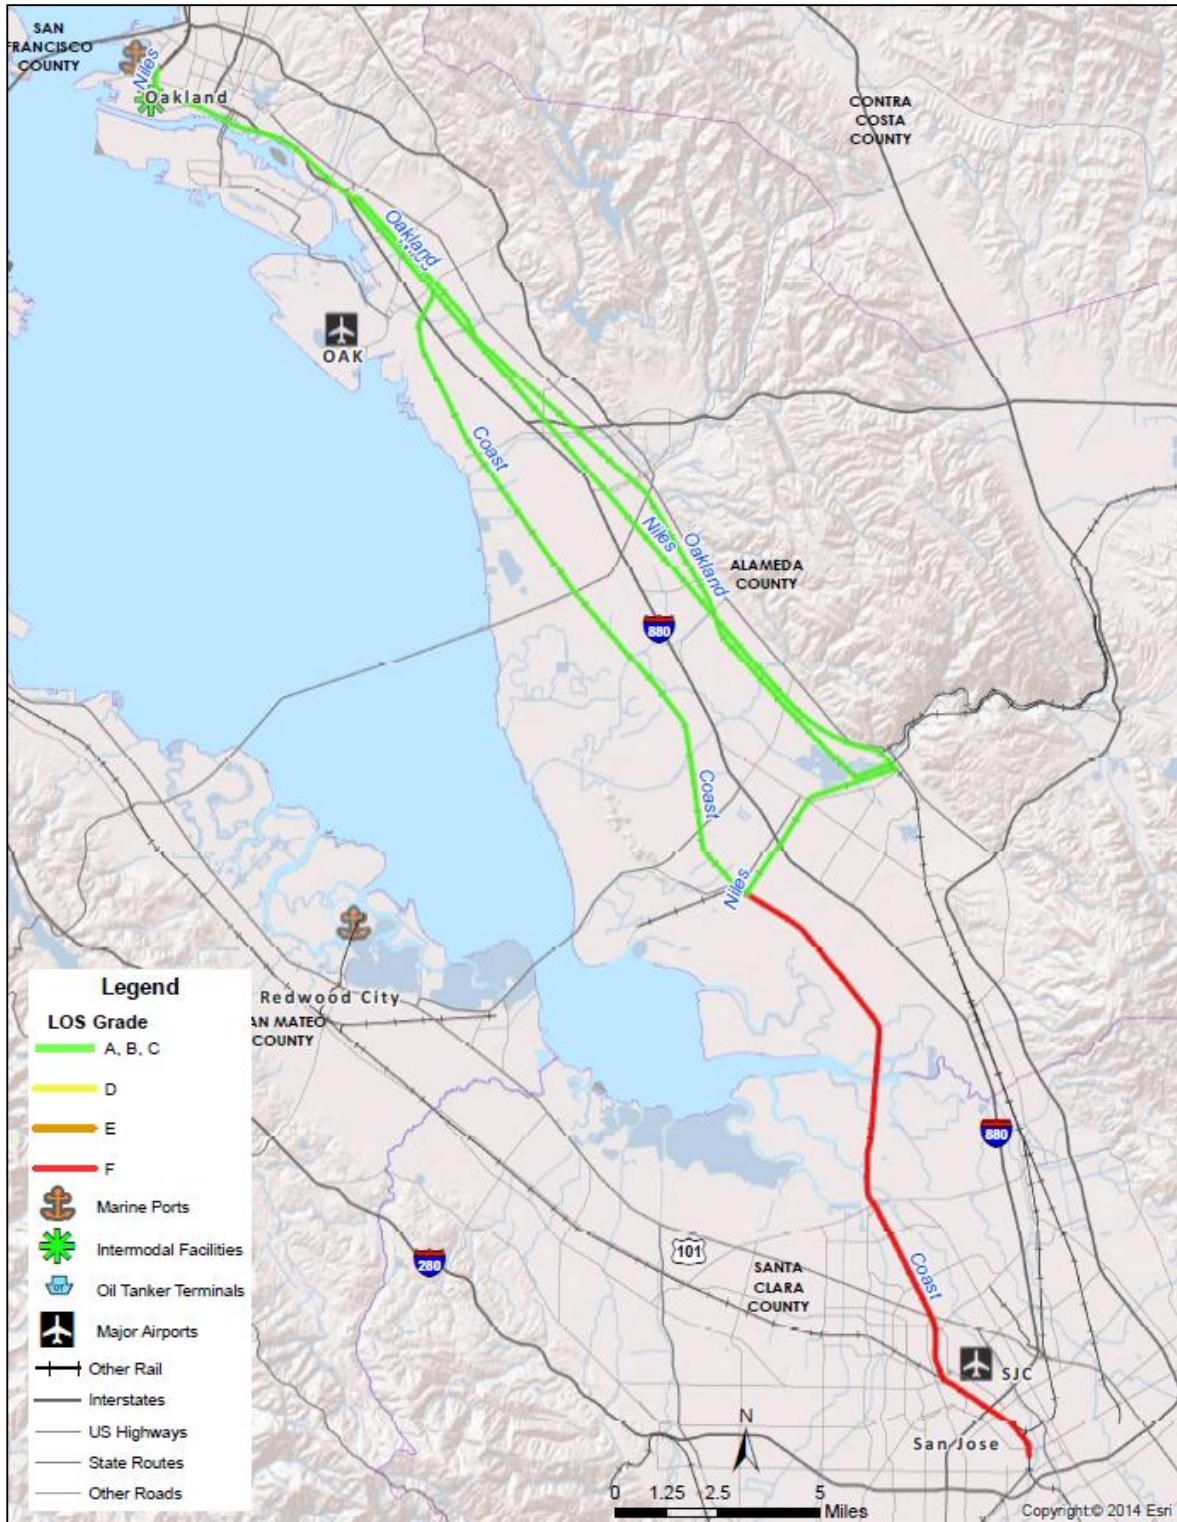 SAN
FRANCISCO
COUNTY
Niles
Oakland
CONTRA
COSTA
COUNTY
Oakland
OAK
Coast
Niles
Oakland
ALAMEDA
COUNTY
880
Coast
Niles
Redwood City
AN MATEO
COUNTY
880
101
280
SANTA
CLARA
COUNTY
Coast
SJC
San Jose
N
0 1.25 2.5 5
Miles
Copyright:© 2014 Esri
Legend
LOS Grade
A, B, C
D
E
F
Marine Ports
Intermodal Facilities
OT
Oil Tanker Terminals
Major Airports
Other Rail
Interstates
US Highways
State Routes
Other Roads